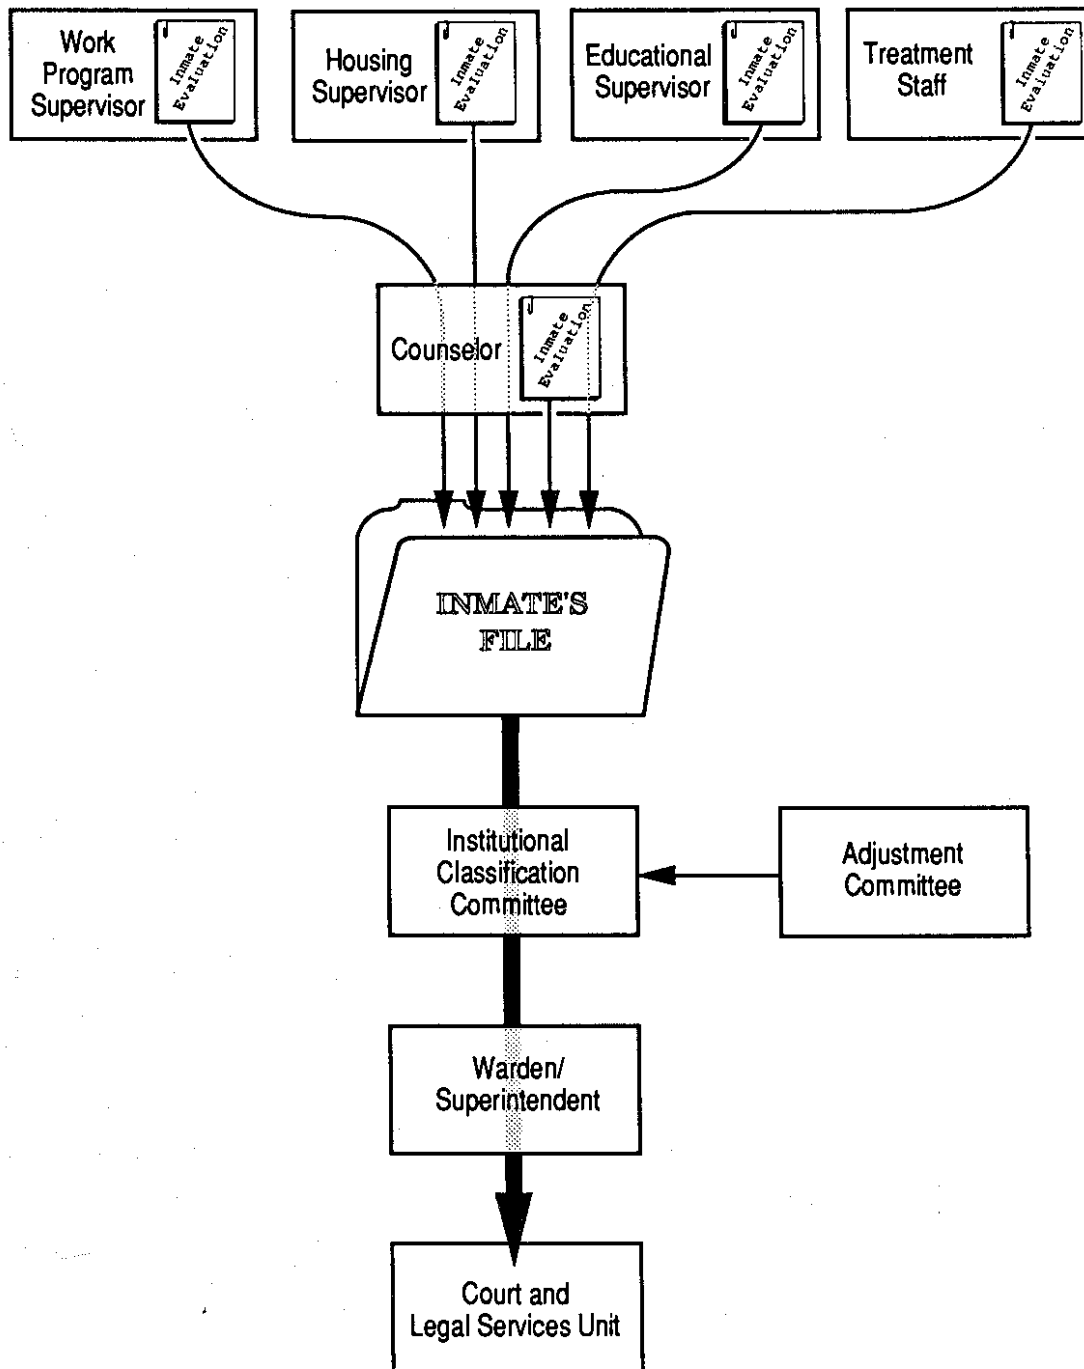 Work
Program
Supervisor
Inmate
Evaluation
Housing
Supervisor
Inmate
Evaluation
Educational
Supervisor
Inmate
Evaluation
Treatment
Staff
Inmate
Evaluation
Counselor
Inmate
Evaluation
INMATE'S
FILE
Institutional
Classification
Committee
Adjustment
Committee
Warden/
Superintendent
Court and
Legal Services Unit